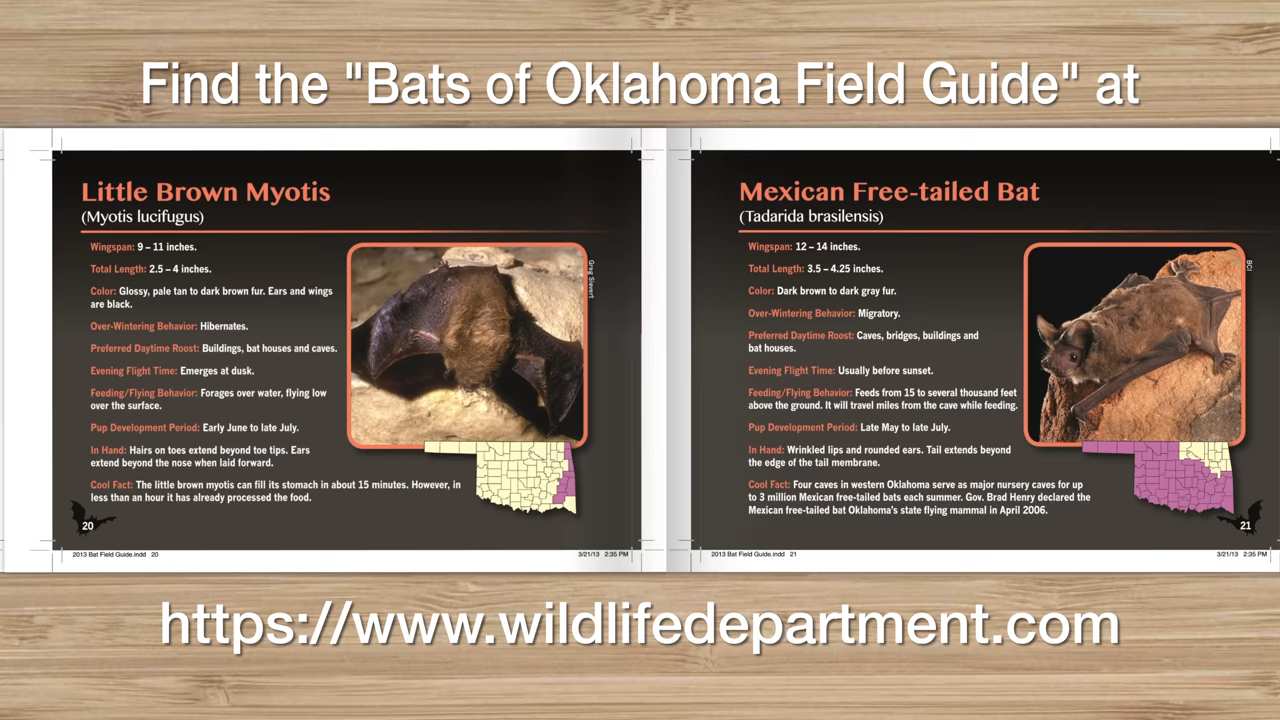 Find the "Bats of Oklahoma Field Guide" at
Little Brown Myotis
(Myotis lucifugus)
Wingspan: 9 – 11 inches.
Total Length: 2.5 – 4 inches.
Color: Glossy, pale tan to dark brown fur. Ears and wings
are black.
Over-Wintering Behavior: Hibernates.
Preferred Daytime Roost: Buildings, bat houses and caves.
Evening Flight Time: Emerges at dusk.
Feeding/Flying Behavior: Forages over water, flying low
over the surface.
Pup Development Period: Early June to late July.
In Hand: Hairs on toes extend beyond toe tips. Ears
extend beyond the nose when laid forward.
Cool Fact: The little brown myotis can fill its stomach in about 15 minutes. However, in
less than an hour it has already processed the food.
Greg Sievert
20
2013 Bat Field Guide.indd 20
3/21/13 2:35 PM
Mexican Free-tailed Bat
(Tadarida brasilensis)
Wingspan: 12 – 14 inches.
Total Length: 3.5 – 4.25 inches.
Color: Dark brown to dark gray fur.
Over-Wintering Behavior: Migratory.
Preferred Daytime Roost: Caves, bridges, buildings and
bat houses.
Evening Flight Time: Usually before sunset.
Feeding/Flying Behavior: Feeds from 15 to several thousand feet
above the ground. It will travel miles from the cave while feeding.
Pup Development Period: Late May to late July.
In Hand: Wrinkled lips and rounded ears. Tail extends beyond
the edge of the tail membrane.
Cool Fact: Four caves in western Oklahoma serve as major nursery caves for up
to 3 million Mexican free-tailed bats each summer. Gov. Brad Henry declared the
Mexican free-tailed bat Oklahoma's state flying mammal in April 2006.
BCI
21
2013 Bat Field Guide.indd 21
3/21/13 2:35 PM
https://www.wildlifedepartment.com